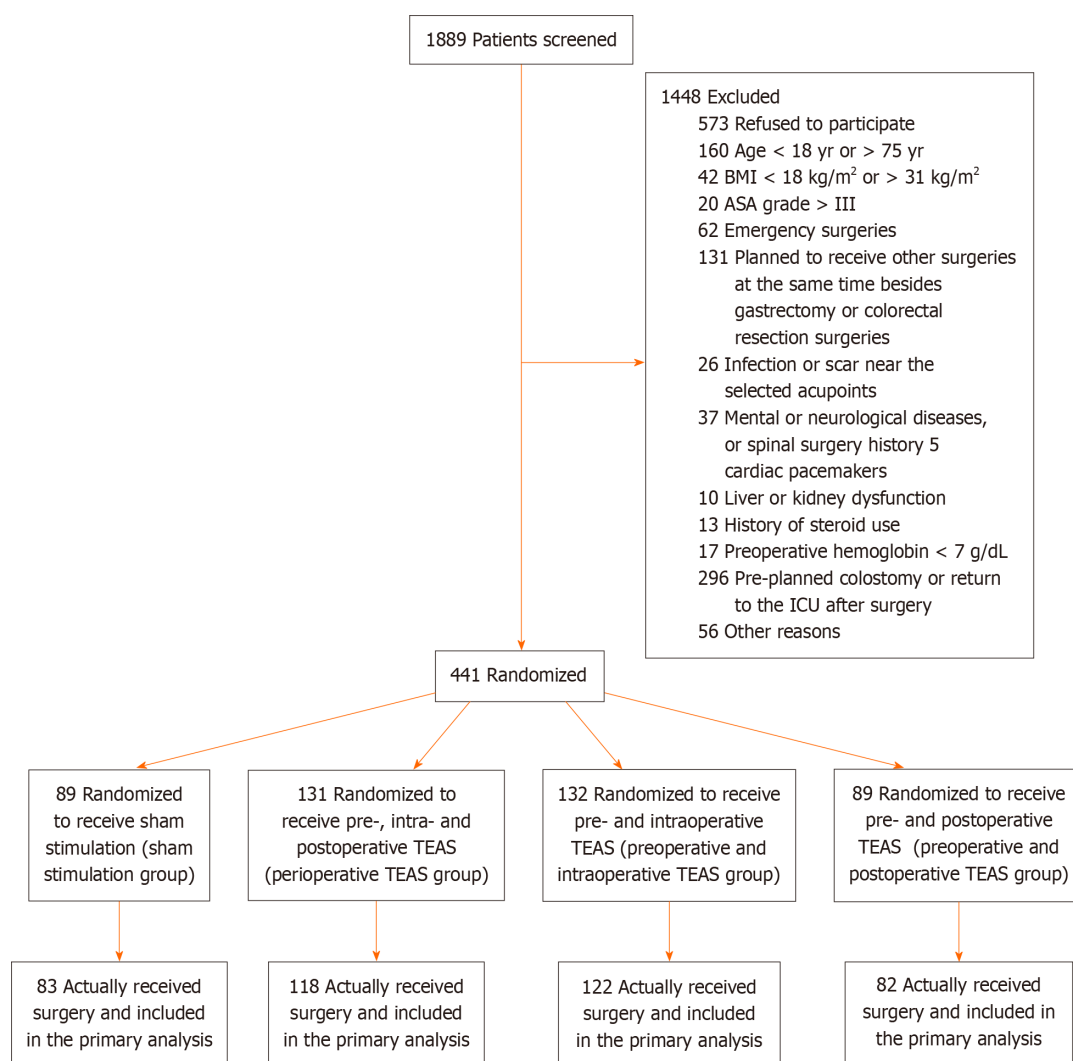 1889 Patients screened
1448 Excluded
573 Refused to participate
160 Age < 18 yr or > 75 yr
42 BMI < 18 kg/m² or > 31 kg/m²
20 ASA grade > III
62 Emergency surgeries
131 Planned to receive other surgeries
at the same time besides
gastrectomy or colorectal
resection surgeries
26 Infection or scar near the
selected acupoints
37 Mental or neurological diseases,
or spinal surgery history 5
cardiac pacemakers
10 Liver or kidney dysfunction
13 History of steroid use
17 Preoperative hemoglobin < 7 g/dL
296 Pre-planned colostomy or return
to the ICU after surgery
56 Other reasons
441 Randomized
89 Randomized
to receive sham
stimulation (sham
stimulation group)
131 Randomized to
receive pre-, intra- and
postoperative TEAS
(perioperative TEAS group)
132 Randomized to receive
pre- and intraoperative
TEAS (preoperative and
intraoperative TEAS group)
89 Randomized to receive
pre- and postoperative
TEAS (preoperative and
postoperative TEAS group)
83 Actually received
surgery and included
in the primary analysis
118 Actually received
surgery and included
in the primary analysis
122 Actually received
surgery and included
in the primary analysis
82 Actually received
surgery and included in
the primary analysis